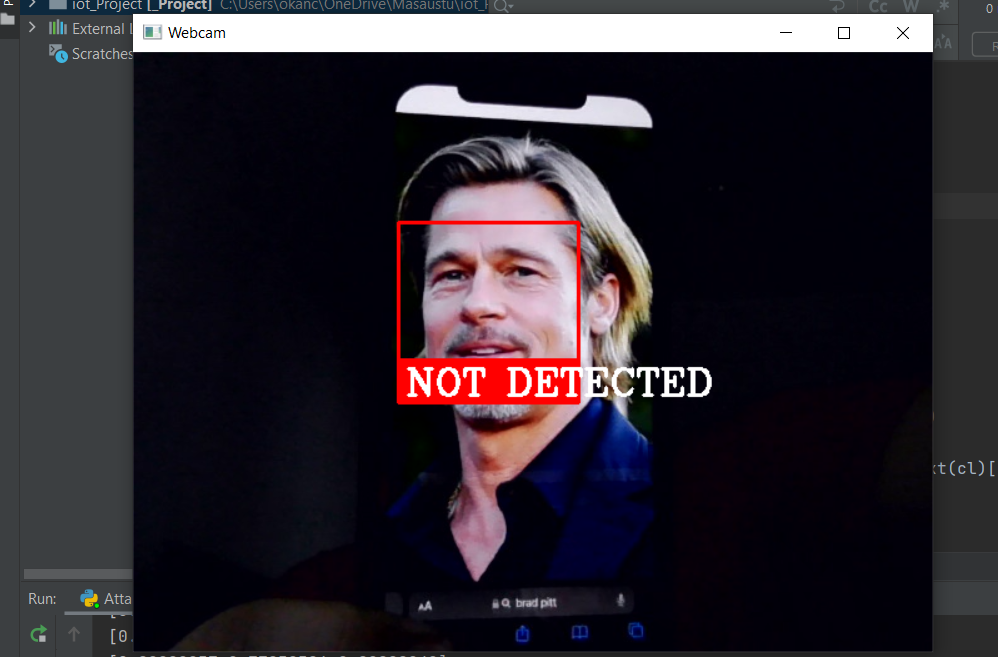 iot_Project [_Project] C:\Users\okanc\OneDrive\Masaustu\iot_
Cc W .*
0
External
Scratches
Webcam
NOT DETECTED
AA brad pitt
xt(cl)[
Run: Atta
[0.